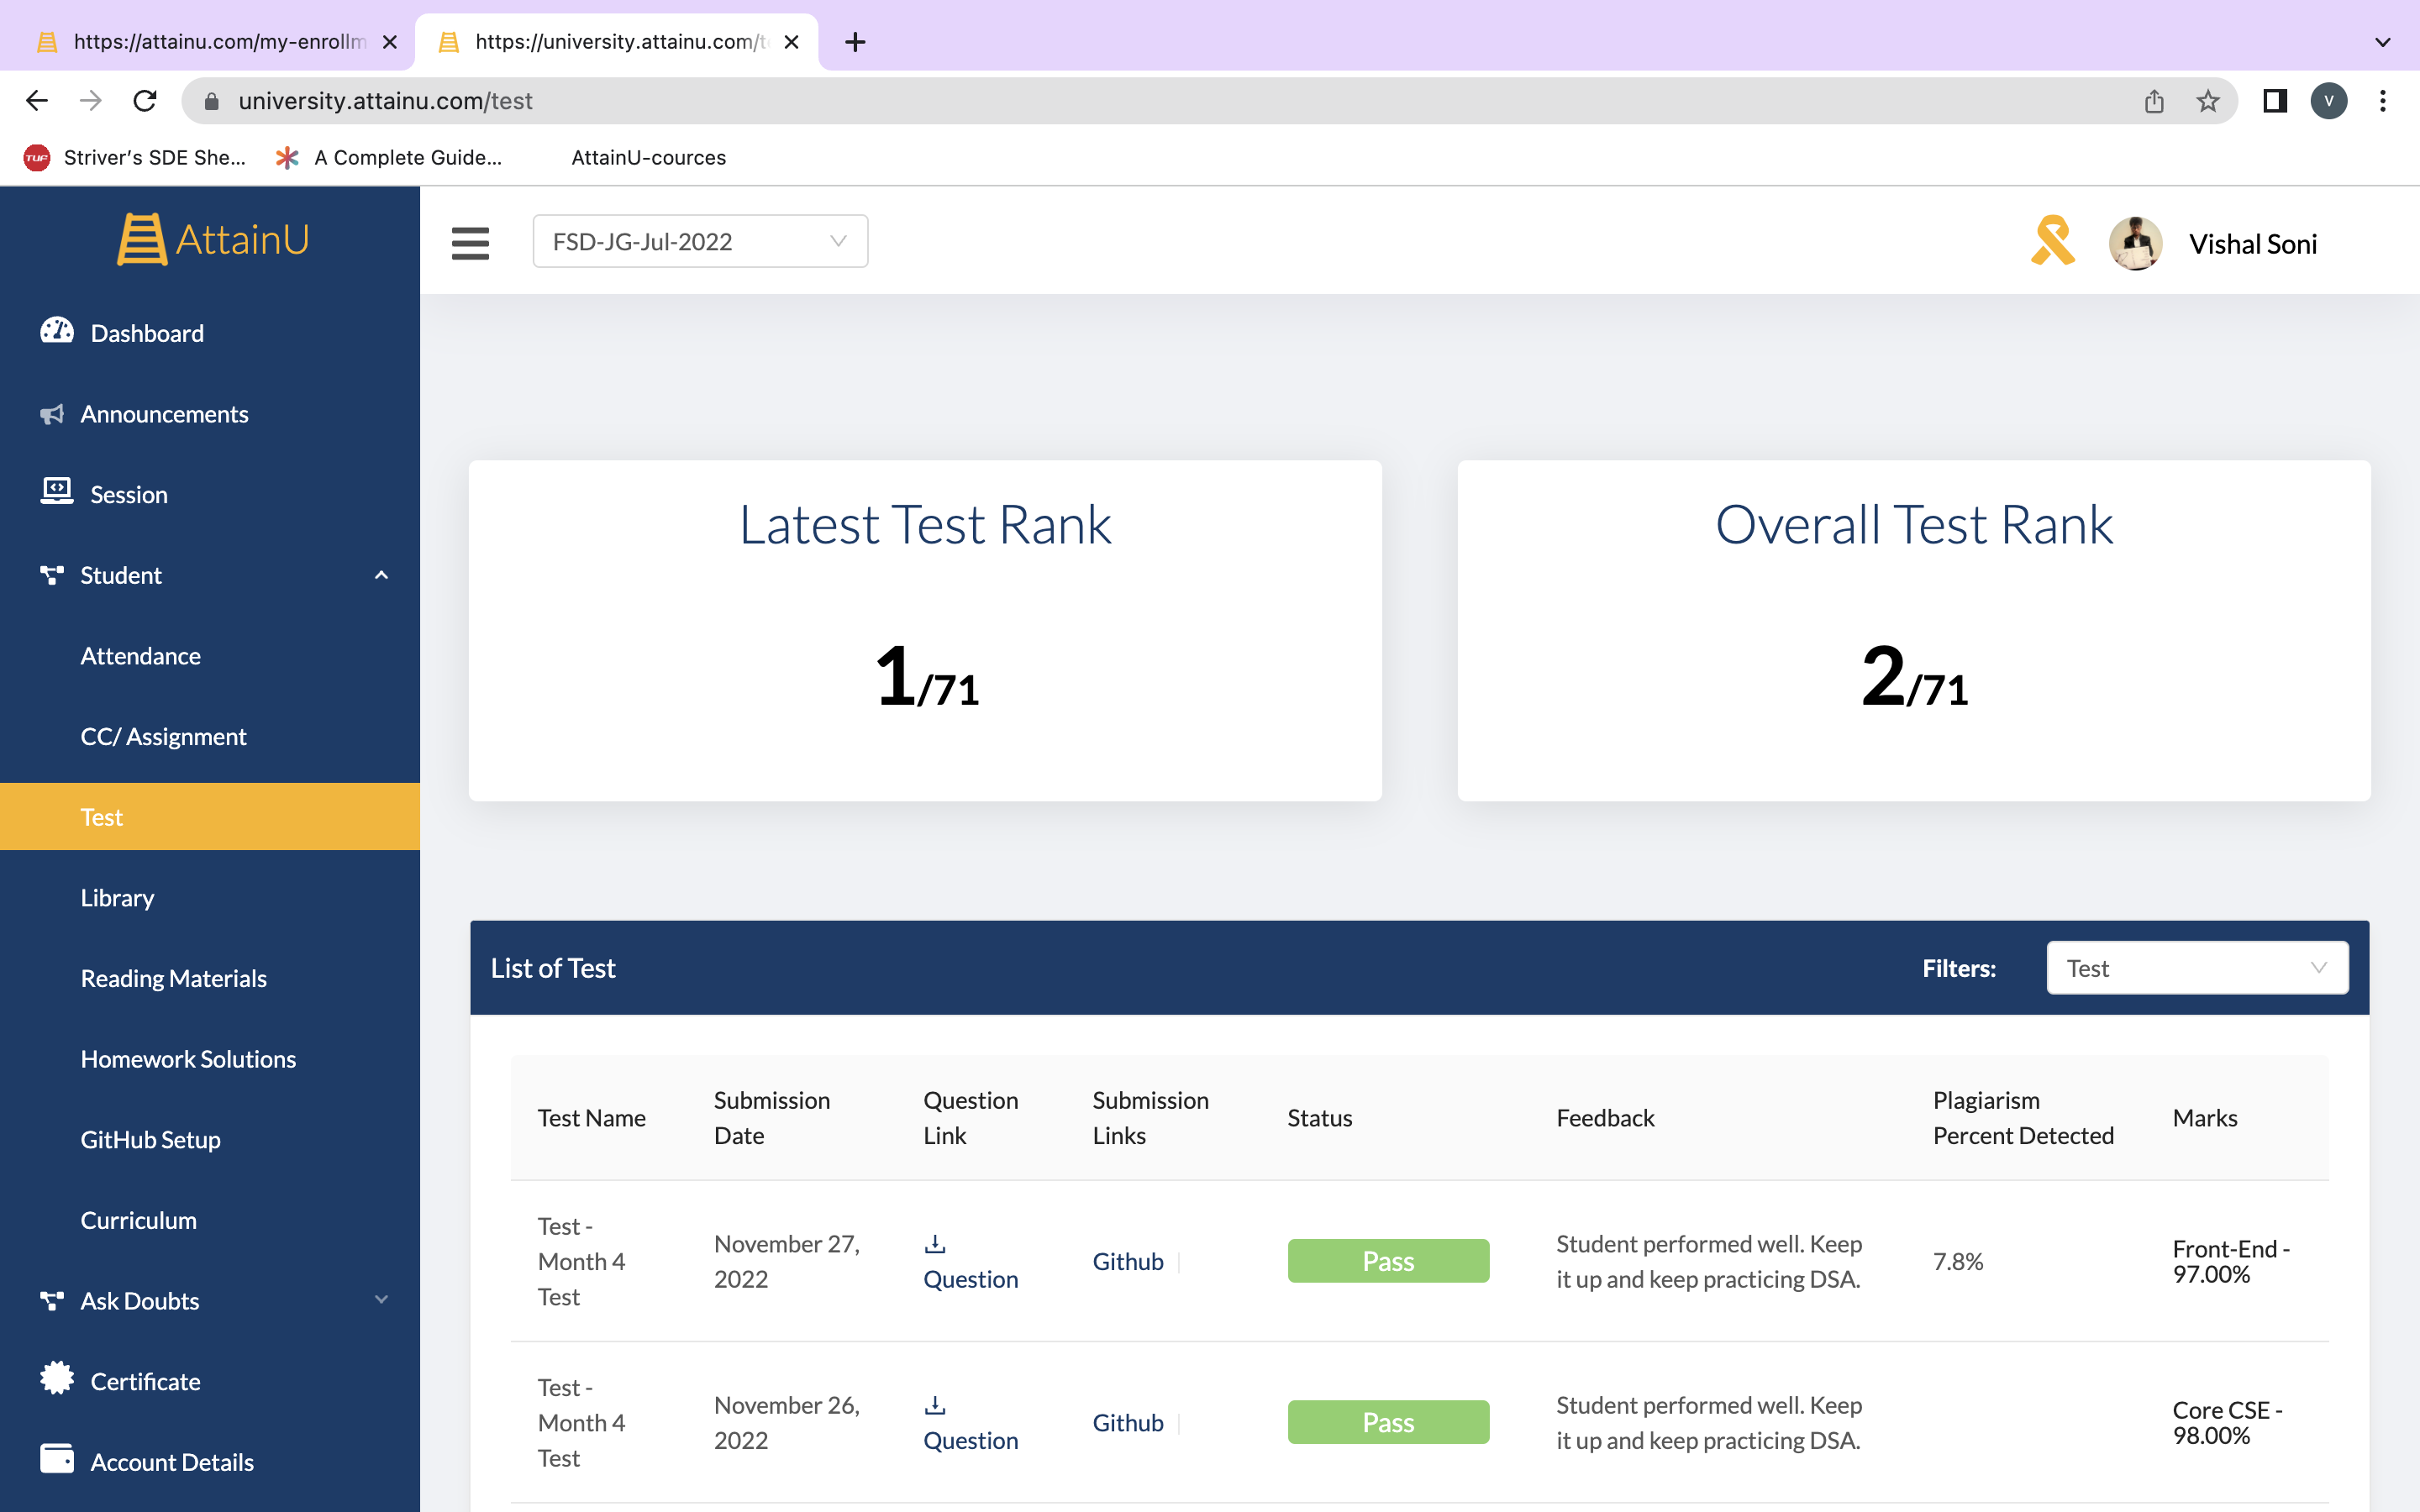 https://attainu.com/my-enrollm
https://university.attainu.com/t
university.attainu.com/test
V
TUF
Striver's SDE She...
A Complete Guide...
AttainU-cources
AttainU
FSD-JG-Jul-2022
Vishal Soni
Dashboard
Announcements
Session
Student
Attendance
CC/ Assignment
Test
Library
Reading Materials
Homework Solutions
GitHub Setup
Curriculum
Ask Doubts
Certificate
Account Details
Latest Test Rank
1/71
Overall Test Rank
2/71
List of Test
Filters:
Test
Test Name
Submission
Date
Question
Link
Submission
Links
Status
Feedback
Plagiarism
Percent Detected
Marks
Test -
Month 4
Test
November 27,
2022
Question
Github
Pass
Student performed well. Keep
it up and keep practicing DSA.
7.8%
Front-End -
97.00%
Test -
Month 4
Test
November 26,
2022
Question
Github
Pass
Student performed well. Keep
it up and keep practicing DSA.
Core CSE -
98.00%